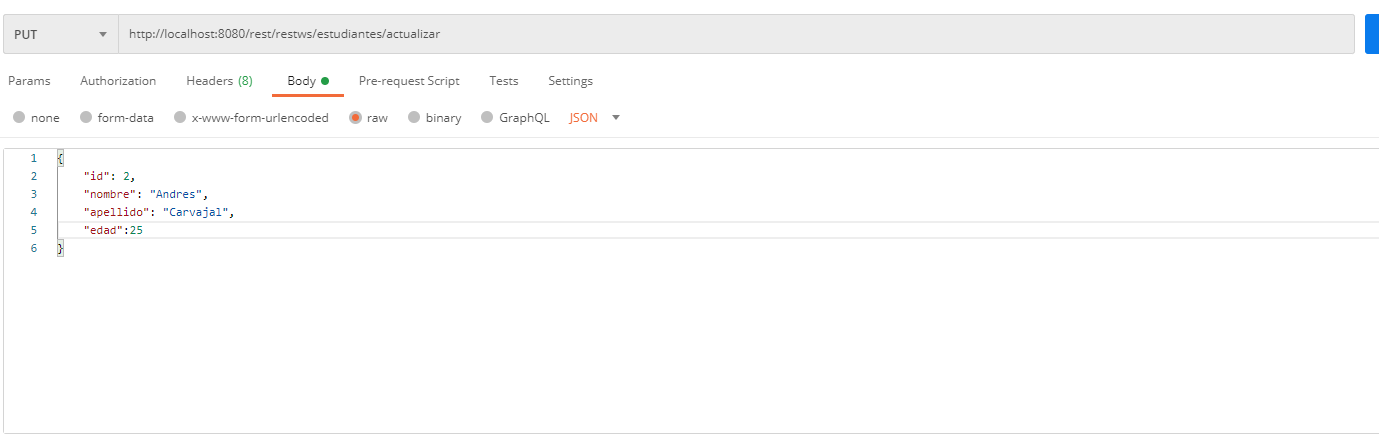 PUT http://localhost:8080/rest/restws/estudiantes/actualizar
Params Authorization Headers (8) Body Pre-request Script Tests Settings
none form-data x-www-form-urlencoded raw binary GraphQL JSON
1 {
2 "id": 2,
3 "nombre": "Andres",
4 "apellido": "Carvajal",
5 "edad":25
6 }